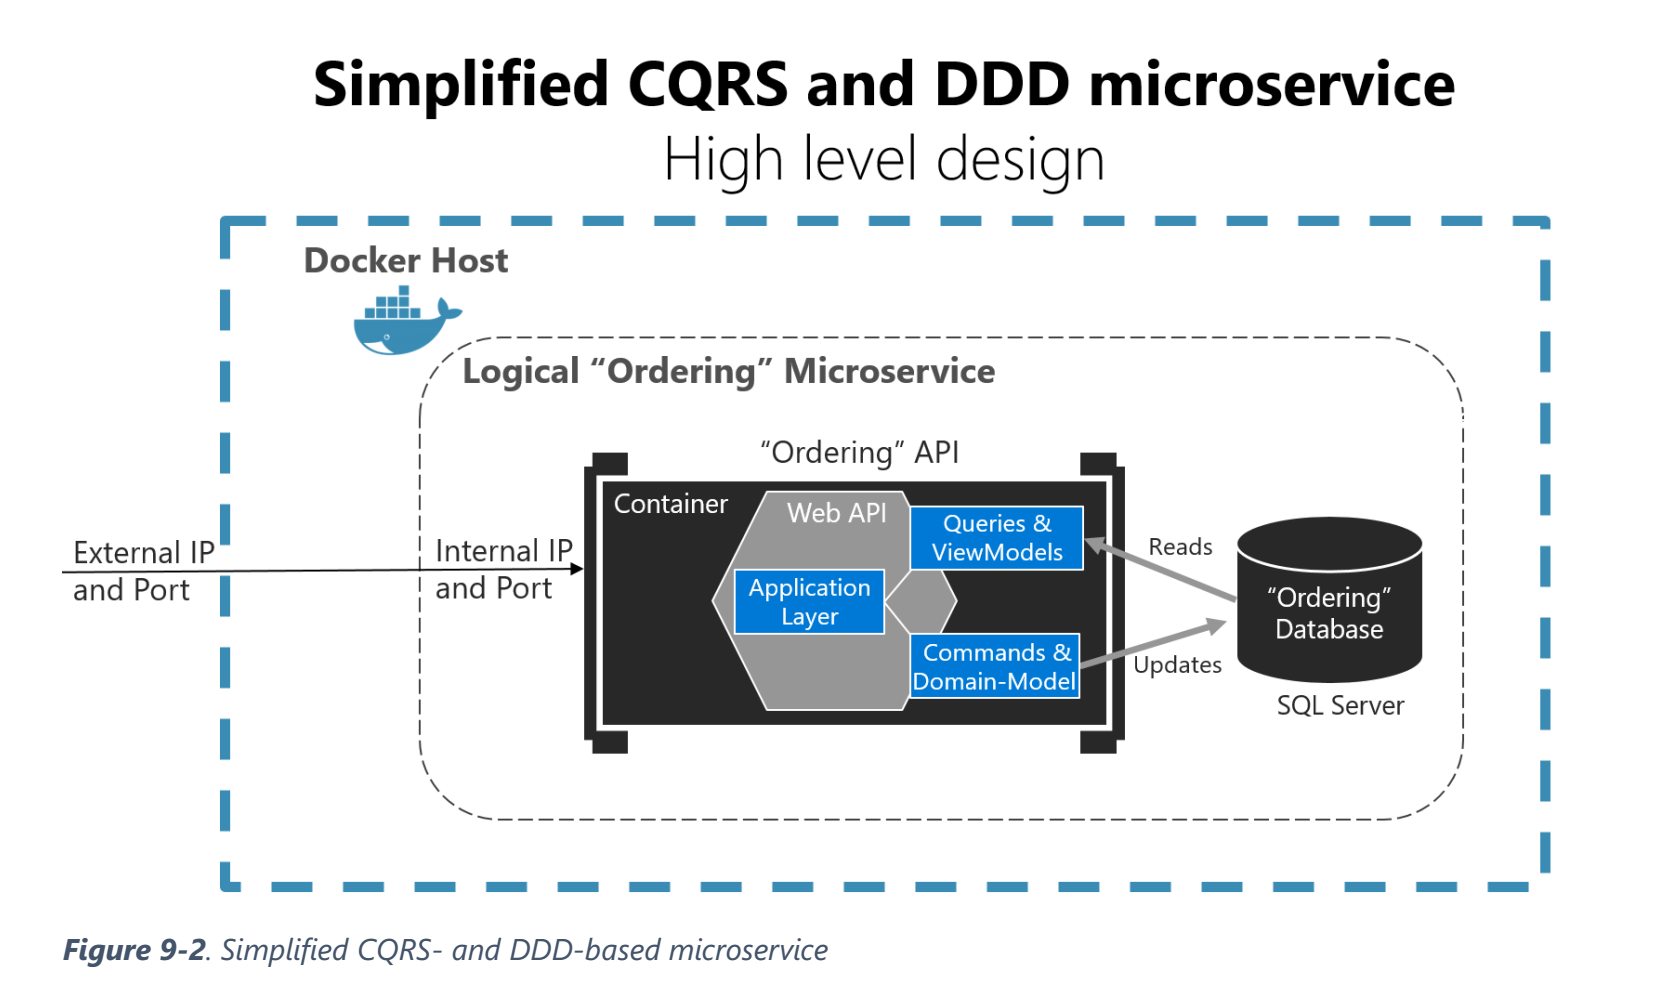 Simplified CQRS and DDD microservice
High level design
Docker Host
Logical “Ordering” Microservice
“Ordering” API
Container
Web API
Queries &
ViewModels
Reads
External IP
and Port
Internal IP
and Port
Application
Layer
“Ordering”
Database
Commands &
Domain-Model
Updates
SQL Server
Figure 9-2. Simplified CQRS- and DDD-based microservice